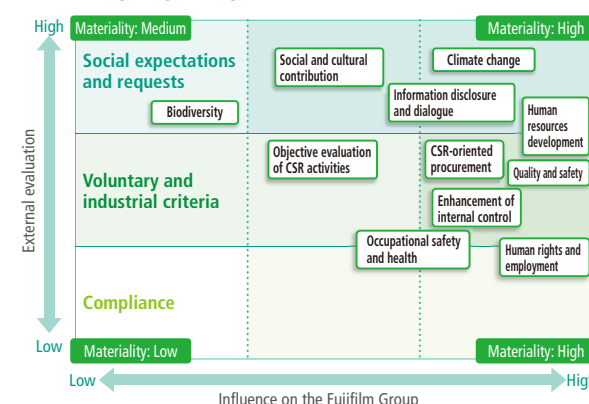 High
Materiality: Medium
Materiality: High
Social expectations
and requests
Social and cultural
contribution
Climate change
Biodiversity
Information disclosure
and dialogue
Human
resources
development
External evaluation
Voluntary and
industrial criteria
Objective evaluation
of CSR activities
CSR-oriented
procurement
Quality and safety
Enhancement of
internal control
Occupational safety
and health
Human rights and
employment
Compliance
Low
Materiality: Low
Materiality: High
Low
High
Influence on the Fujifilm Group